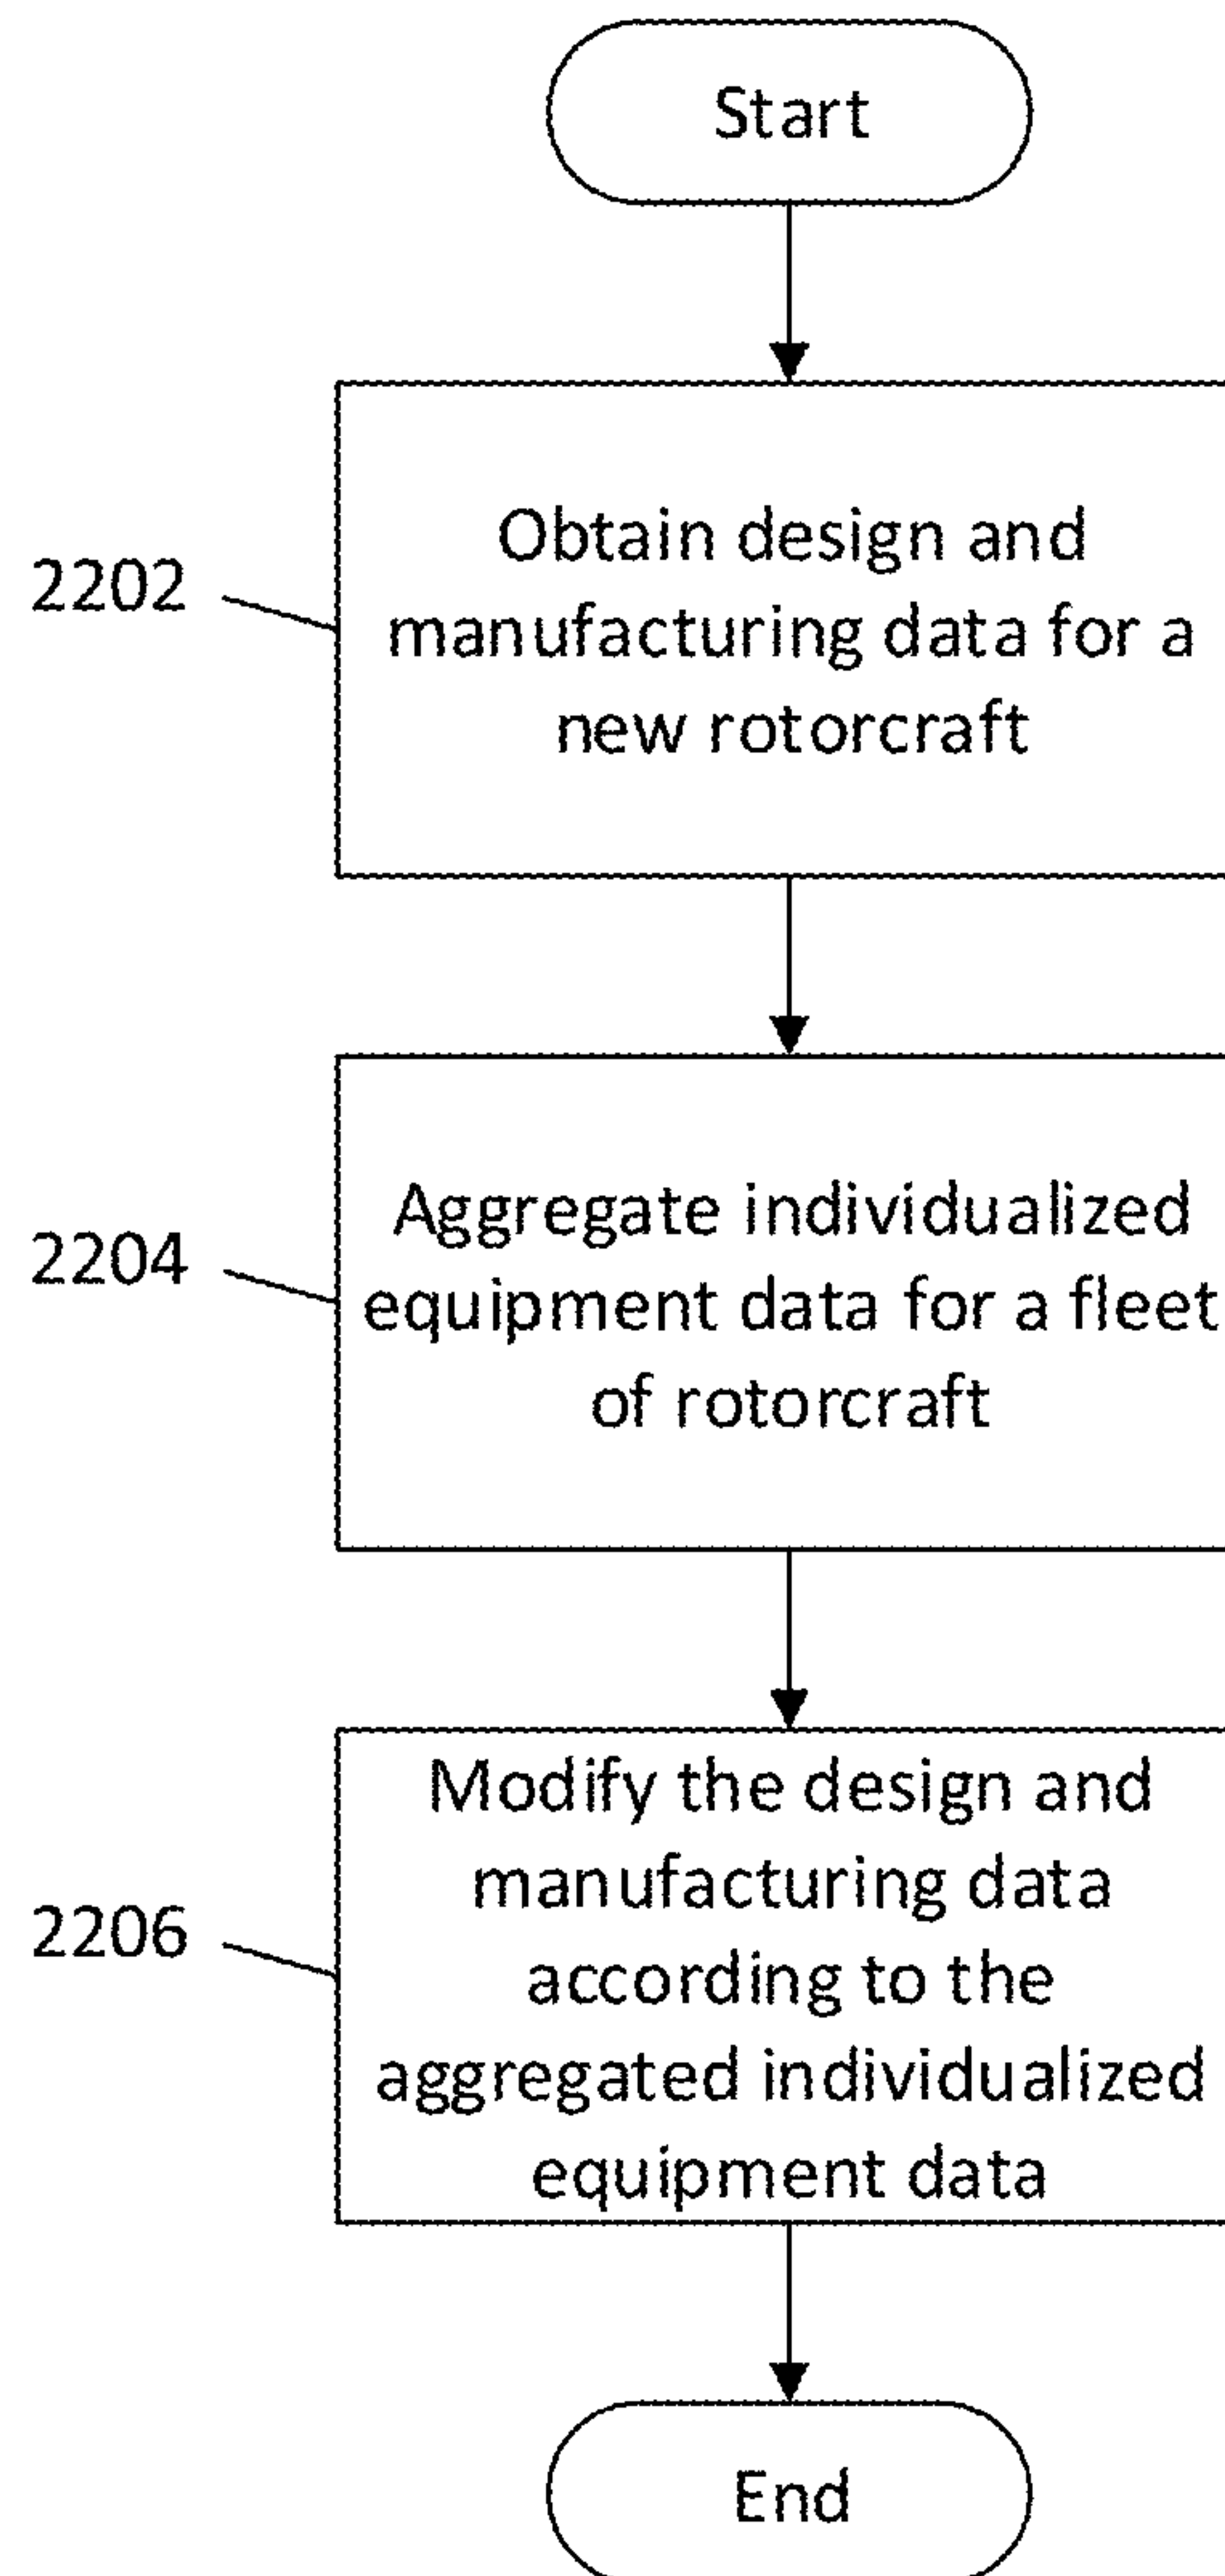 Start
2202
Obtain design and
manufacturing data for a
new rotorcraft
2204
Aggregate individualized
equipment data for a fleet
of rotorcraft
2206
Modify the design and
manufacturing data
according to the
aggregated individualized
equipment data
End